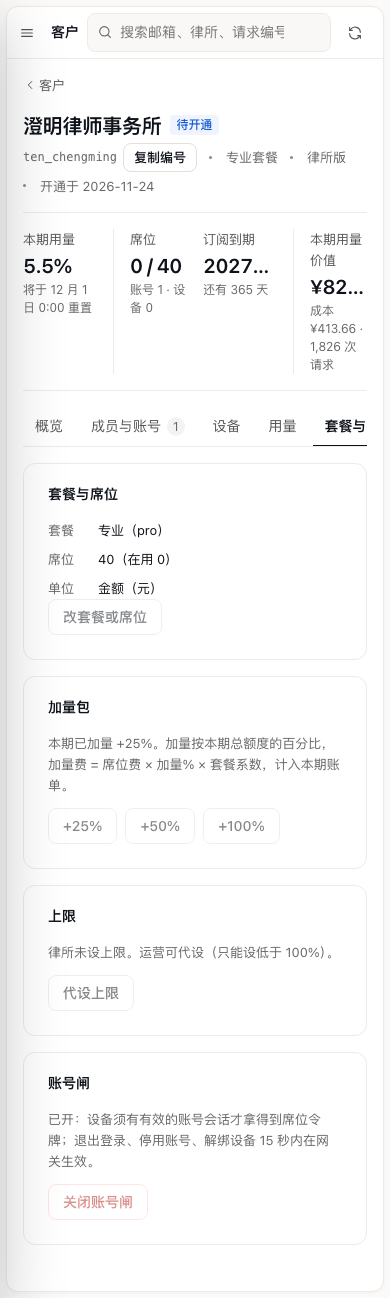 客户
搜索邮箱、律所、请求编号
客户
澄明律师事务所 待开通
ten_chengming 复制编号 • 专业套餐 • 律所版
• 开通于 2026-11-24
本期用量
5.5%
将于 12 月 1
日 0:00 重置
席位
0 / 40
账号 1 · 设
备 0
订阅到期
2027…
还有 365 天
本期用量
价值
¥82…
成本
¥413.66 ·
1,826 次
请求
概览 成员与账号 1 设备 用量 套餐与
套餐与席位
套餐 专业（pro）
席位 40（在用 0）
单位 金额（元）
改套餐或席位
加量包
本期已加量 +25%。加量按本期总额度的百分比，
加量费 = 席位费 × 加量% × 套餐系数，计入本期账
单。
+25% +50% +100%
上限
律所未设上限。运营可代设（只能设低于 100%）。
代设上限
账号闸
已开：设备须有有效的账号会话才拿得到席位令
牌；退出登录、停用账号、解绑设备 15 秒内在网
关生效。
关闭账号闸